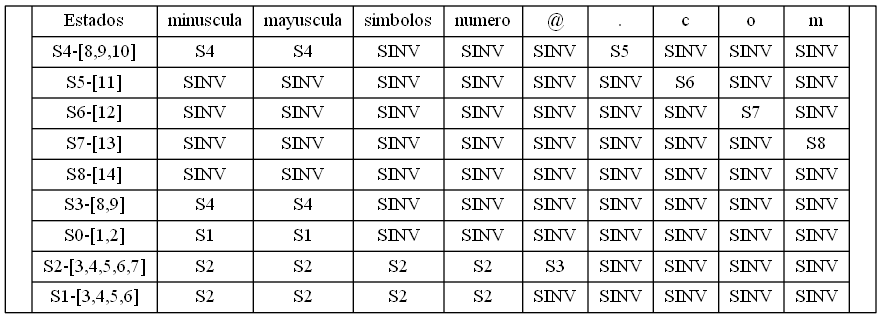 Estados minuscula mayuscula simbolos numero @ . c o m
S4-[8,9,10] S4 S4 SINV SINV SINV S5 SINV SINV SINV
S5-[11] SINV SINV SINV SINV SINV SINV S6 SINV SINV
S6-[12] SINV SINV SINV SINV SINV SINV SINV S7 SINV
S7-[13] SINV SINV SINV SINV SINV SINV SINV SINV S8
S8-[14] SINV SINV SINV SINV SINV SINV SINV SINV SINV
S3-[8,9] S4 S4 SINV SINV SINV SINV SINV SINV SINV
S0-[1,2] S1 S1 SINV SINV SINV SINV SINV SINV SINV
S2-[3,4,5,6,7] S2 S2 S2 S2 S3 SINV SINV SINV SINV
S1-[3,4,5,6] S2 S2 S2 S2 SINV SINV SINV SINV SINV